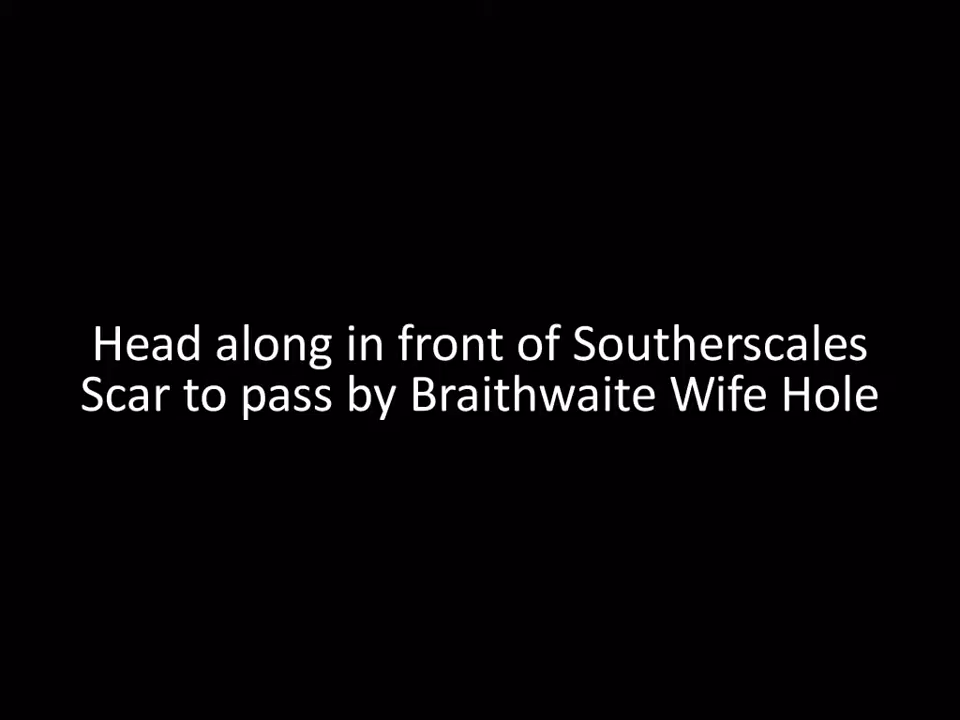 Head along in front of Southerscales
Scar to pass by Braithwaite Wife Hole